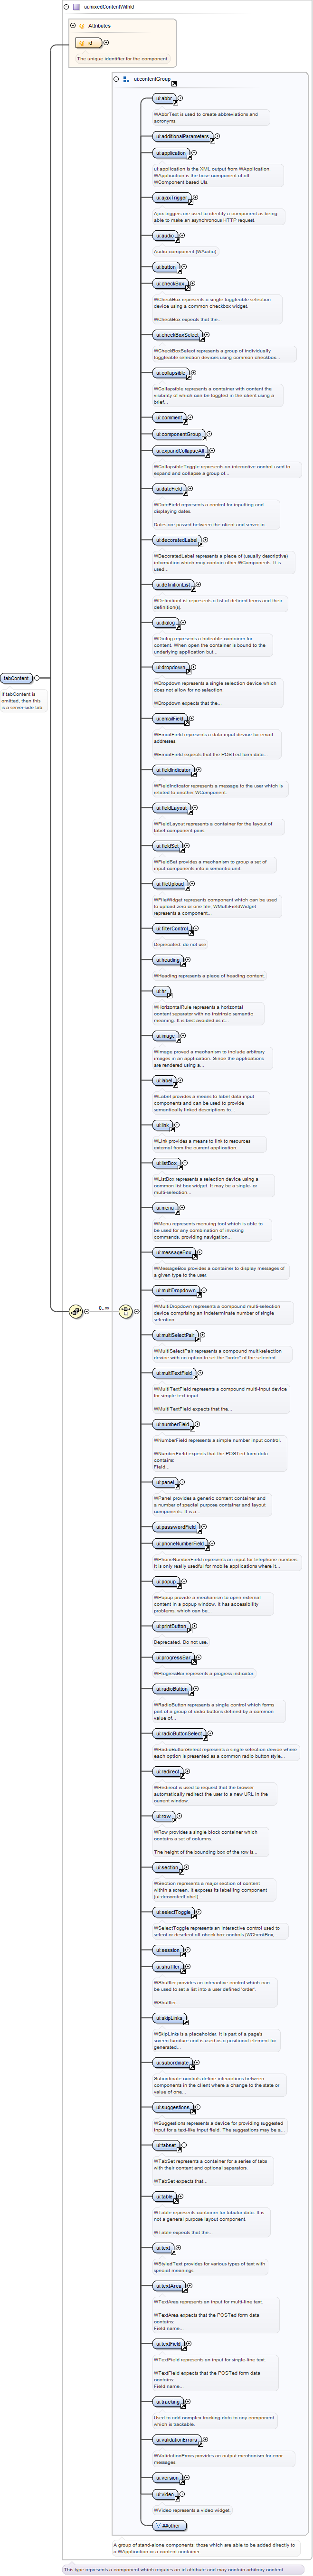 ui:mixedContentWithId
Attributes
id
The unique identifier for the component.
ui:contentGroup
ui:abbr
WAbbrText is used to create abbreviations and
acronyms.
ui:additionalParameters
ui:application
ui:application is the XML output from WApplication.
WApplication is the base component of all
WComponent based UIs.
ui:ajaxTrigger
Ajax triggers are used to identify a component as being
able to make an asynchronous HTTP request.
ui:audio
Audio component (WAudio).
ui:button
ui:checkBox
WCheckBox represents a single toggleable selection
device using a common checkbox widget.
WCheckBox expects that the...
ui:checkBoxSelect
WCheckBoxSelect represents a group of individually
toggleable selection devices using common checkbox...
ui:collapsible
WCollapsible represents a container with content the
visibility of which can be toggled in the client using a
brief...
ui:comment
ui:componentGroup
ui:expandCollapseAll
WCollapsibleToggle represents an interactive control used to
expand and collapse a group of...
ui:dateField
WDateField represents a control for inputting and
displaying dates.
Dates are passed between the client and server in...
ui:decoratedLabel
WDecoratedLabel represents a piece of (usually descriptive)
information which may contain other WComponents. It is
used...
ui:definitionList
WDefinitionList represents a list of defined terms and their
definition(s).
ui:dialog
WDialog represents a hideable container for
content. When open the container is bound to the
underlying application but...
ui:dropdown
WDropdown represents a single selection device which
does not allow for no selection.
WDropdown expects that the...
tabContent
If tabContent is
omitted, then this
is a server-side tab.
ui:emailField
WEmailField represents a data input device for email
addresses.
WEmailField expects that the POSTed form data...
ui:fieldIndicator
WFieldIndicator represents a message to the user which is
related to another WComponent.
ui:fieldLayout
WFieldLayout represents a container for the layout of
label:component pairs.
ui:fieldSet
WFieldSet provides a mechanism to group a set of
input components into a semantic unit.
ui:fileUpload
WFileWidget represents component which can be used
to upload zero or one file; WMultiFileWidget
represents a component...
ui:filterControl
Deprecated: do not use.
ui:heading
WHeading represents a piece of heading content.
ui:hr
WHorizontalRule represents a horizontal
content separator with no instrinsic semantic
meaning. It is best avoided as it...
ui:image
WImage proved a mechanism to include arbitrary
images in an application. Since the applications
are rendered using a...
ui:label
WLabel provides a means to label data input
components and can be used to provide
semantically linked descriptions to...
ui:link
WLink provides a means to link to resources
external from the current application.
ui:listBox
WListBox represents a selection device using a
common list box widget. It may be a single- or
multi-selection...
ui:menu
WMenu represents menuing tool which is able to
be used for any combination of invoking
commands, providing navigation...
ui:messageBox
WMessageBox provides a container to display messages of
a given type to the user.
ui:multiDropdown
WMultiDropdown represents a compound multi-selection
device comprising an indeterminate number of single
selection...
0..∞
ui:multiSelectPair
WMultiSelectPair represents a compound multi-selection
device with an option to set the "order" of the selected...
ui:multiTextField
WMultiTextField represents a compound multi-input device
for simple text input.
WMultiTextField expects that the...
ui:numberField
WNumberField represents a simple number input control.
WNumberField expects that the POSTed form data
contains:
Field...
ui:panel
WPanel provides a generic content container and
a number of special purpose container and layout
components. It is a...
ui:passwordField
ui:phoneNumberField
WPhoneNumberField represents an input for telephone numbers.
It is only really usedful for mobile applications where it...
ui:popup
WPopup provide a mechanism to open external
content in a popup window. It has accessibility
problems, which can be...
ui:printButton
Deprecated. Do not use.
ui:progressBar
WProgressBar represents a pogress indicator.
ui:radioButton
WRadioButton represents a single control which forms
part of a group of radio buttons defined by a common
value of...
ui:radioButtonSelect
WRadioButtonSelect represents a single selection device where
each option is presented as a common radio button style...
ui:redirect
WRedirect is used to request that the browser
automatically redirect the user to a new URL in the
current window.
ui:row
WRow provides a single block container which
contains a set of columns.
The height of the bounding box of the row is...
ui:section
WSection represents a major section of content
within a screen. It exposes its labelling component
(ui:decoratedLabel)...
ui:selectToggle
WSelectToggle represents an interactive control used to
select or deselect all check box controls (WCheckBox,...
ui:session
ui:shuffler
WShuffler provides an interactive control which can
be used to set a list into a user defined 'order'.
WShuffler...
ui:skipLinks
WSkipLinks is a placeholder. It is part of a page's
screen furniture and is used as a positional element for
generated...
ui:subordinate
Subordinate controls define interactions between
components in the client where a change to the state or
value of one...
ui:suggestions
WSuggestions represents a device for providing suggested
input for a text-like input field. The suggestions may be a...
ui:tabset
WTabSet represents a container for a series of tabs
with their content and optional separators.
WTabSet expects that...
ui:table
WTable represents container for tabular data. It is
not a general purpose layout component.
WTable expects that the...
ui:text
WStyledText provides for various types of text with
special meanings.
ui:textArea
WTextArea represents an input for multi-line text.
WTextArea expects that the POSTed form data
contains:
Field name...
ui:textField
WTextField represents an input for single-line text.
WTextField expects that the POSTed form data
contains:
Field name...
ui:tracking
Used to add complex tracking data to any component
which is trackable.
ui:validationErrors
WValidationErrors provides an output mechanism for error
messages.
ui:version
ui:video
WVideo represents a video widget.
##other
A group of stand-alone components: those which are able to be added directly to
a WApplication or a content container.
This type represents a component which requires an id attribute and may contain arbitrary content.